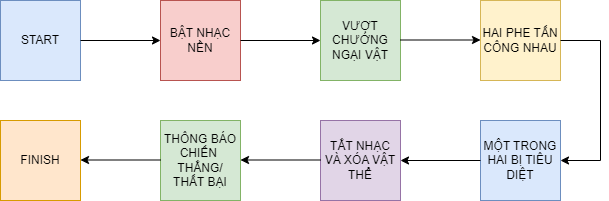 START
BẬT NHẠC
NỀN
VƯỢT
CHƯỚNG
NGẠI VẬT
HAI PHE TẤN
CÔNG NHAU
MỘT TRONG
HAI BỊ TIÊU
DIỆT
TẮT NHẠC
VÀ XÓA VẬT
THỂ
THÔNG BÁO
CHIẾN
THẮNG/
THẤT BẠI
FINISH